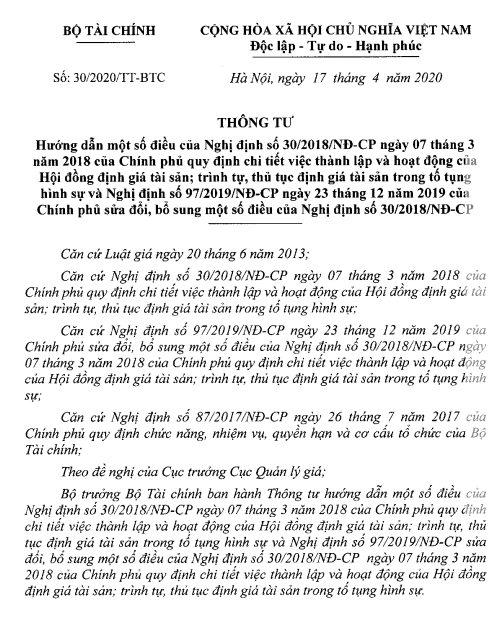 BỘ TÀI CHÍNH
CỘNG HÒA XÃ HỘI CHỦ NGHĨA VIỆT NAM
Độc lập - Tự do - Hạnh phúc
Số: 30/2020/TT-BTC
Hà Nội, ngày 17 tháng 4 năm 2020
THÔNG TƯ
Hướng dẫn một số điều của Nghị định số 30/2018/NĐ-CP ngày 07 tháng 3
năm 2018 của Chính phủ quy định chi tiết việc thành lập và hoạt động của
Hội đồng định giá tài sản; trình tự, thủ tục định giá tài sản trong tố tụng
hình sự và Nghị định số 97/2019/NĐ-CP ngày 23 tháng 12 năm 2019 của
Chính phủ sửa đổi, bổ sung một số điều của Nghị định số 30/2018/NĐ-CP
Căn cứ Luật giá ngày 20 tháng 6 năm 2013;
Căn cứ Nghị định số 30/2018/NĐ-CP ngày 07 tháng 3 năm 2018 của
Chính phủ quy định chi tiết việc thành lập và hoạt động của Hội đồng định giá tài
sản; trình tự, thủ tục định giá tài sản trong tố tụng hình sự;
Căn cứ Nghị định số 97/2019/NĐ-CP ngày 23 tháng 12 năm 2019 của
Chính phủ sửa đổi, bổ sung một số điều của Nghị định số 30/2018/NĐ-CP ngày
07 tháng 3 năm 2018 của Chính phủ quy định chi tiết việc thành lập và hoạt động
của Hội đồng định giá tài sản; trình tự, thủ tục định giá tài sản trong tố tụng hình
sự;
Căn cứ Nghị định số 87/2017/NĐ-CP ngày 26 tháng 7 năm 2017 của
Chính phủ quy định chức năng, nhiệm vụ, quyền hạn và cơ cấu tổ chức của Bộ
Tài chính;
Theo đề nghị của Cục trưởng Cục Quản lý giá;
Bộ trưởng Bộ Tài chính ban hành Thông tư hướng dẫn một số điều của
Nghị định số 30/2018/NĐ-CP ngày 07 tháng 3 năm 2018 của Chính phủ quy định
chi tiết việc thành lập và hoạt động của Hội đồng định giá tài sản; trình tự, thủ
tục định giá tài sản trong tố tụng hình sự và Nghị định số 97/2019/NĐ-CP sửa
đổi, bổ sung một số điều của Nghị định số 30/2018/NĐ-CP ngày 07 tháng 3 năm
2018 của Chính phủ quy định chi tiết việc thành lập và hoạt động của Hội đồng
định giá tài sản; trình tự, thủ tục định giá tài sản trong tố tụng hình sự.